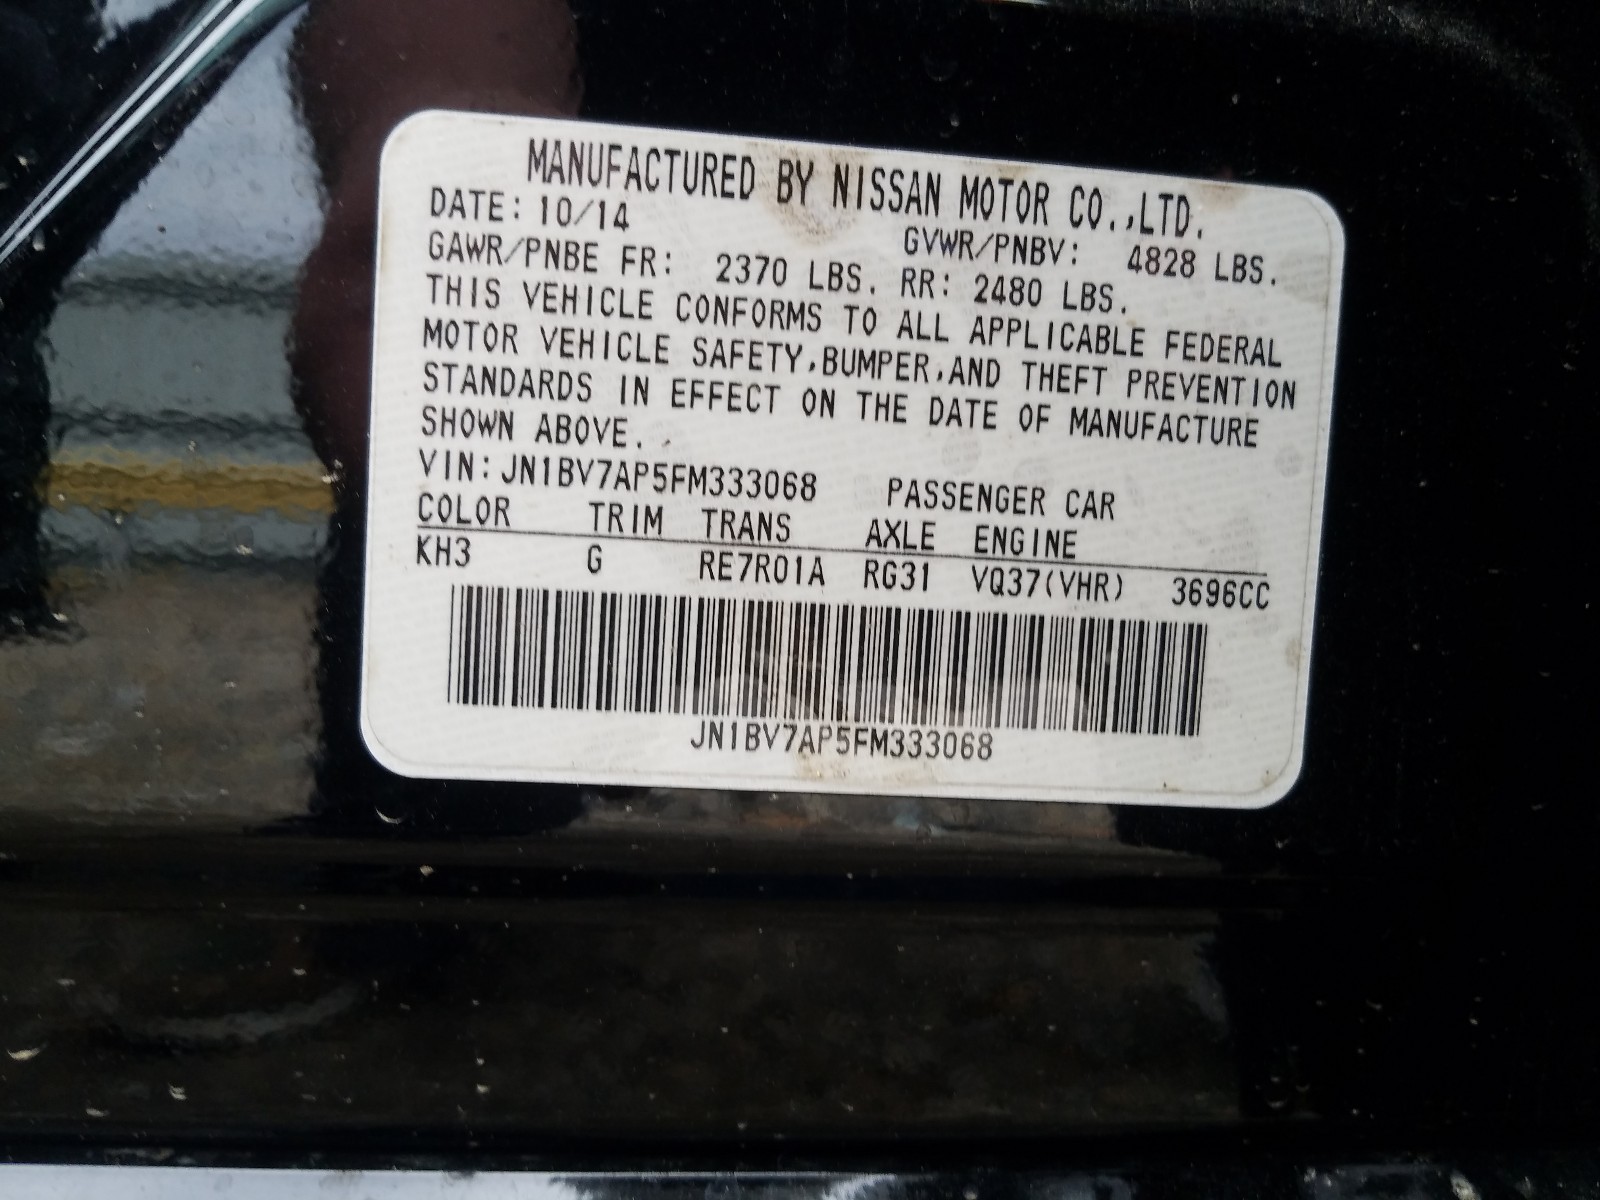 MANUFACTURED BY NISSAN MOTOR CO.,LTD.
DATE: 10/14 GVWR/PNBV: 4828 LBS.
GAWR/PNBE FR: 2370 LBS. RR: 2480 LBS.
THIS VEHICLE CONFORMS TO ALL APPLICABLE FEDERAL
MOTOR VEHICLE SAFETY,BUMPER,AND THEFT PREVENTION
STANDARDS IN EFFECT ON THE DATE OF MANUFACTURE
SHOWN ABOVE.
VIN: JN1BV7AP5FM333068 PASSENGER CAR
COLOR TRIM TRANS AXLE ENGINE
KH3 G RE7R01A RG31 VQ37(VHR) 3696CC
JN1BV7AP5FM333068